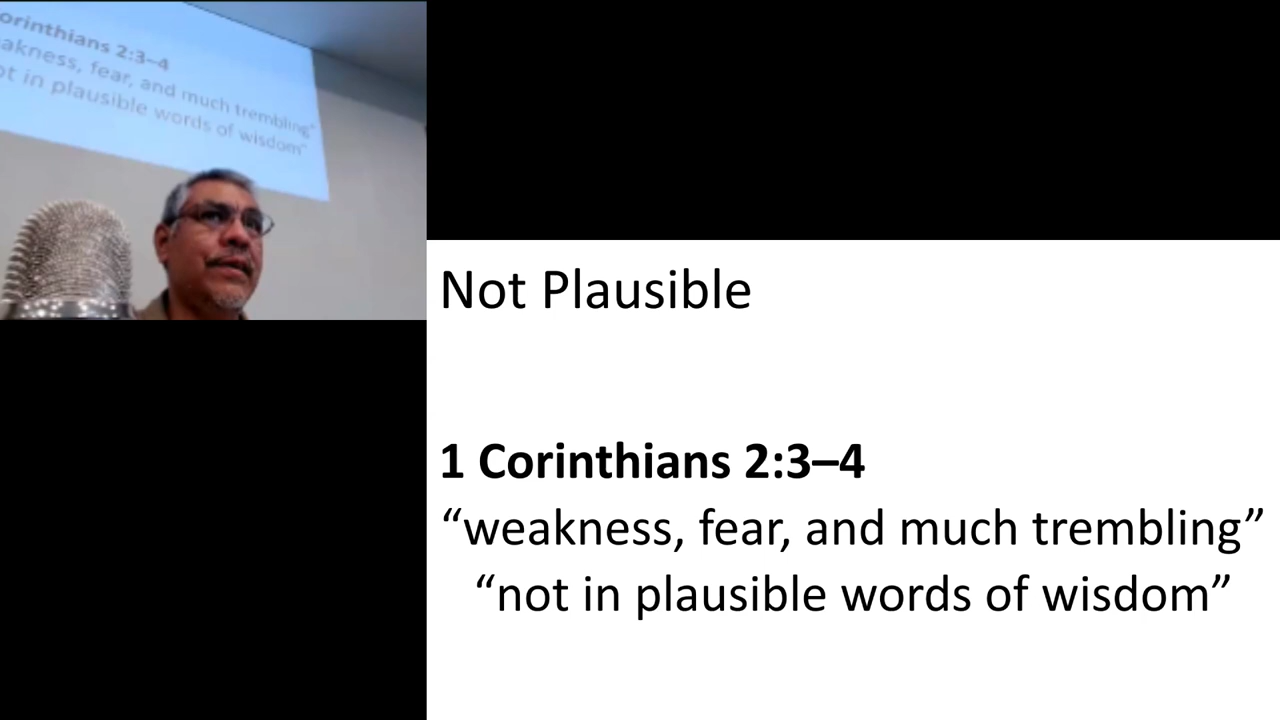 orinthians 2:3–4
akness, fear, and much trembling"
ot in plausible words of wisdom"
Not Plausible
1 Corinthians 2:3–4
“weakness, fear, and much trembling”
“not in plausible words of wisdom”